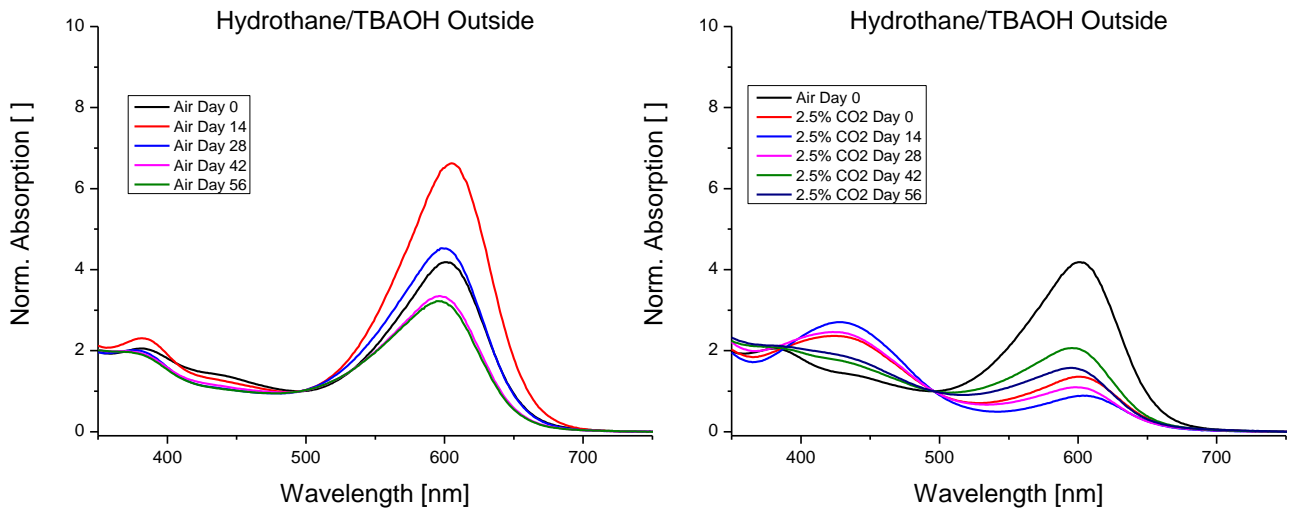 Hydrothane/TBAOH Outside
10
8
6
4
2
0
Norm. Absorption [ ]
Air Day 0
Air Day 14
Air Day 28
Air Day 42
Air Day 56
400
500
600
700
Wavelength [nm]
Hydrothane/TBAOH Outside
10
8
6
4
2
0
Norm. Absorption [ ]
Air Day 0
2.5% CO2 Day 0
2.5% CO2 Day 14
2.5% CO2 Day 28
2.5% CO2 Day 42
2.5% CO2 Day 56
400
500
600
700
Wavelength [nm]